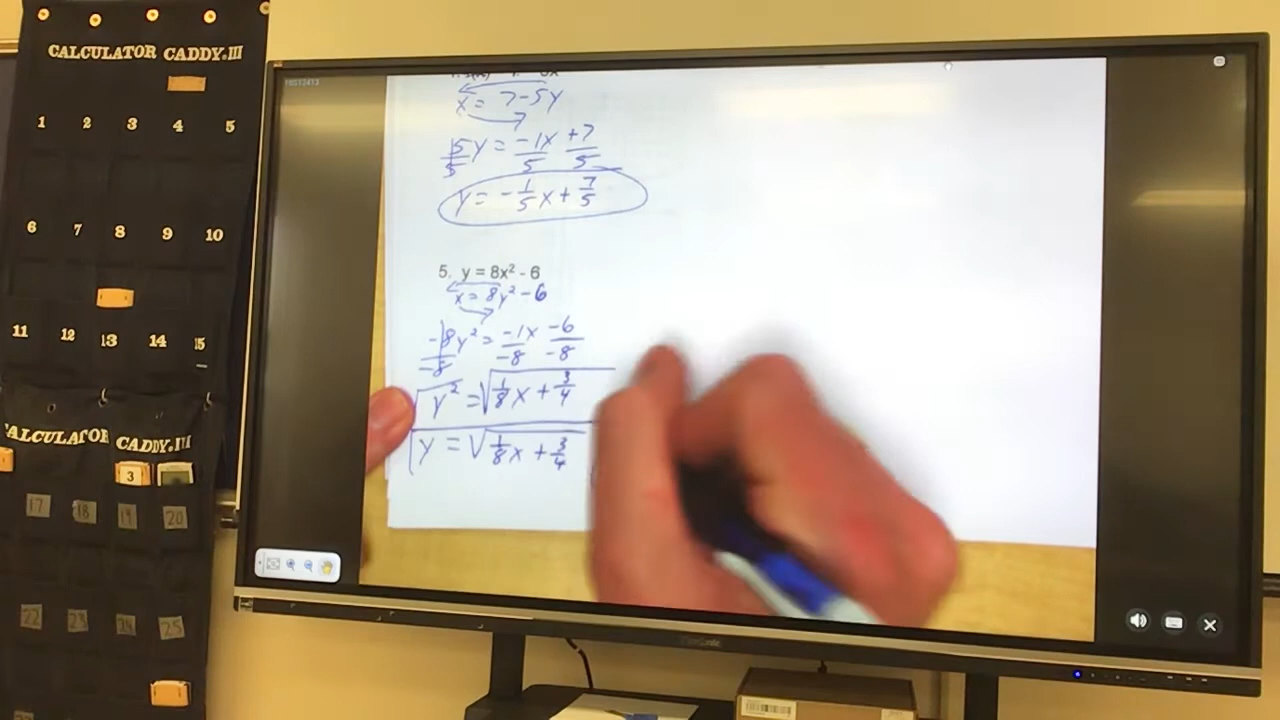 CALCULATOR CADDY III
1 2 3 4 5
6 7 8 9 10
11 12 13 14 15
CALCULATOR CADDY III
3
17 18 19 20
22 23 24 25
x = 7-5y
5/5 y = -1x/5 +7/5
y = -1/5 x + 7/5
5. y = 8x² - 6
x = 8y² - 6
-8y²/-8 = -1x/-8 -6/-8
√y² = √1/8 x + 3/4
y = √1/8 x + 3/4
ViewSonic